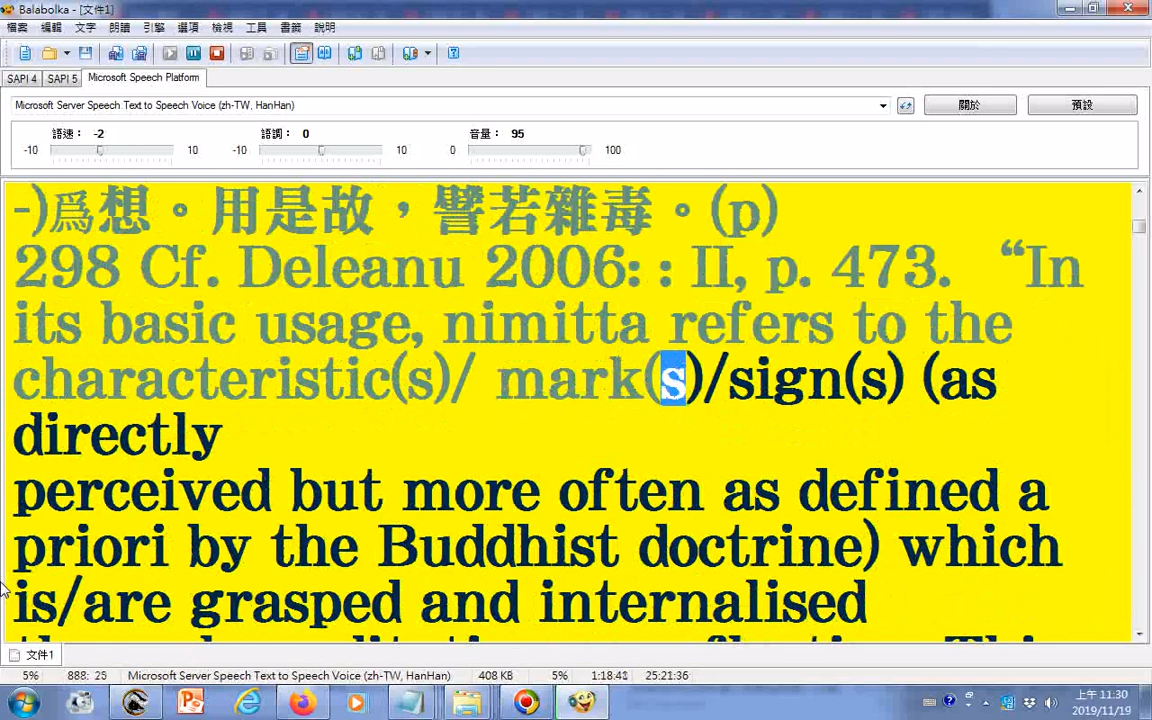 Balabolka - [文件1]
檔案 編輯 文字 朗讀 引擎 選項 檢視 工具 書籤 說明
SAPI 4 SAPI 5 Microsoft Speech Platform
Microsoft Server Speech Text to Speech Voice (zh-TW, HanHan) 關於 預設
語速： -2 語調： 0 音量： 95
-10 10 -10 10 0 100
-)爲想。用是故，譬若雜毒。(p)
298 Cf. Deleanu 2006: : II, p. 473. “In
its basic usage, nimitta refers to the
characteristic(s)/ mark(s)/sign(s) (as
directly
perceived but more often as defined a
priori by the Buddhist doctrine) which
is/are grasped and internalised
文件1
5% 888: 25 Microsoft Server Speech Text to Speech Voice (zh-TW, HanHan) 408 KB 5% 1:18:41 25:21:36
上午 11:30
2019/11/19